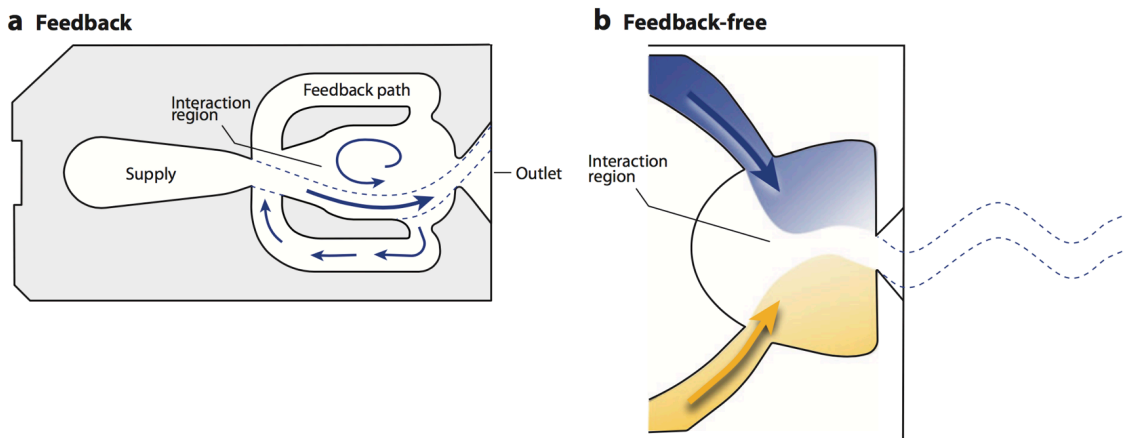 a Feedback
Feedback path
Interaction
region
Supply
Outlet
b Feedback-free
Interaction
region